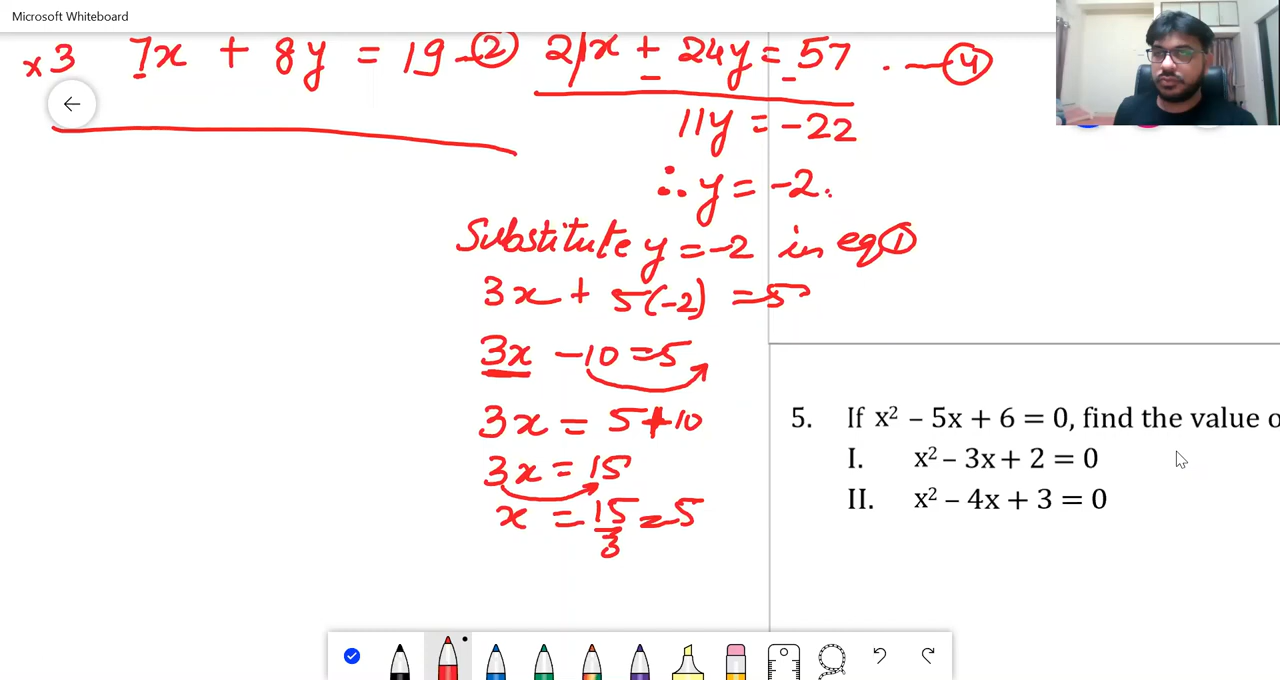 Microsoft Whiteboard
x3 7x + 8y = 19 - ② 21x + 24y = 57 . — ④
11y = -22
∴ y = -2.
Substitute y = -2 in eq ①
3x + 5(-2) = 5
3x - 10 = 5
3x = 5 + 10
3x = 15
x = 15/3 = 5
5. If x² – 5x + 6 = 0, find the value o
I. x² – 3x + 2 = 0
II. x² – 4x + 3 = 0